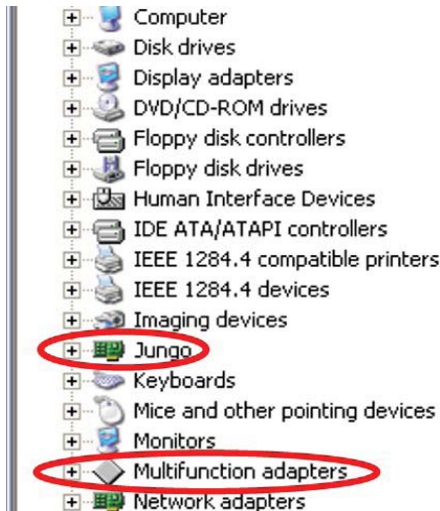 Computer
Disk drives
Display adapters
DVD/CD-ROM drives
Floppy disk controllers
Floppy disk drives
Human Interface Devices
IDE ATA/ATAPI controllers
IEEE 1284.4 compatible printers
IEEE 1284.4 devices
Imaging devices
Jungo
Keyboards
Mice and other pointing devices
Monitors
Multifunction adapters
Network adapters